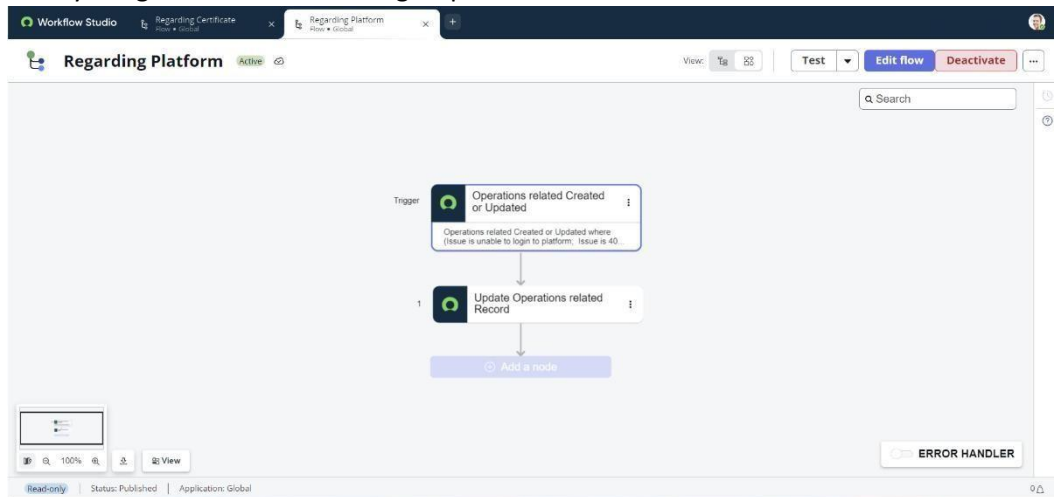 Workflow Studio
Regarding Certificate
Flow • Global
Regarding Platform
Flow • Global
Regarding Platform
Active
View:
Test
Edit flow
Deactivate
Search
Trigger
Operations related Created
or Updated
Operations related Created or Updated where
(Issue is unable to login to platform; Issue is 40...
1
Update Operations related
Record
Add a node
100%
View
ERROR HANDLER
Read-only
Status: Published
Application: Global
0